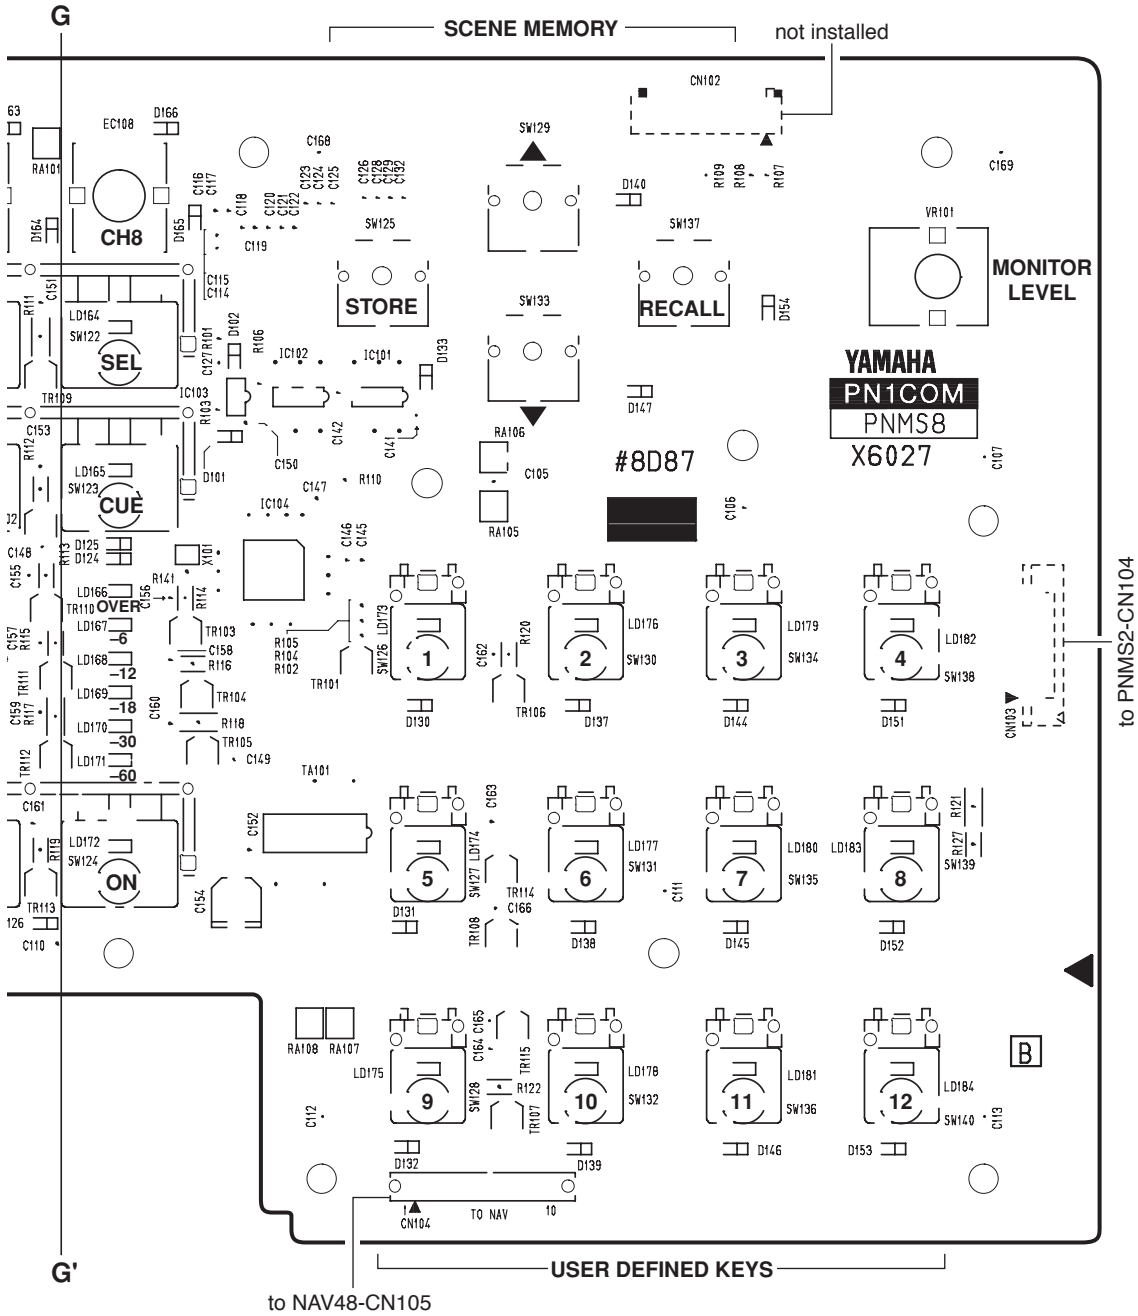 G
SCENE MEMORY
not installed
CN102
63
EC108
D166
RA101
C168
SW129
C169
C116
C117
C118
C120
C121
C122
C123
C124
C125
C126
C128
C129
C132
R109
R108
R107
D140
D164
CH8
D165
C119
SW125
SW137
VR101
C115
C114
C151
R111
LD164
SW122
SEL
STORE
SW133
RECALL
D154
MONITOR
LEVEL
R101
C127
D102
R106
IC102
IC101
D133
TR109
IC103
R103
D147
YAMAHA
PN1COM
PNMS8
X6027
C153
R112
D101
C150
C142
C141
RA106
#8D87
C107
LD165
SW123
CUE
C147
R110
C105
IC104
RA105
C106
C148
R113
D125
D124
X101
C146
C145
C155
LD166
R141
C156
R114
TR110
OVER
LD167
-6
TR103
R105
R104
R102
TR101
LD173
SW126
1
R120
C162
TR106
D130
LD176
SW130
2
D137
LD179
SW134
3
D144
LD182
SW138
4
D151
to PNMS2-CN104
CN103
C157
R115
LD168
-12
C158
R116
TR111
LD169
-18
TR104
C159
R117
C160
LD170
-30
R118
TR105
TR112
LD171
-60
C149
TA101
C161
C152
R119
LD172
SW124
ON
C154
TR113
126
C110
C163
LD174
SW127
5
TR114
C166
TR108
D131
LD177
SW131
6
D138
C111
LD180
SW135
7
D145
LD183
8
R121
R127
SW139
D152
RA108
RA107
C165
C164
TR115
LD175
9
SW128
R122
TR107
D132
LD178
SW132
10
D139
LD181
SW136
11
D146
LD184
SW140
12
D153
B
C112
C113
1
CN104
TO NAV
10
G'
USER DEFINED KEYS
to NAV48-CN105